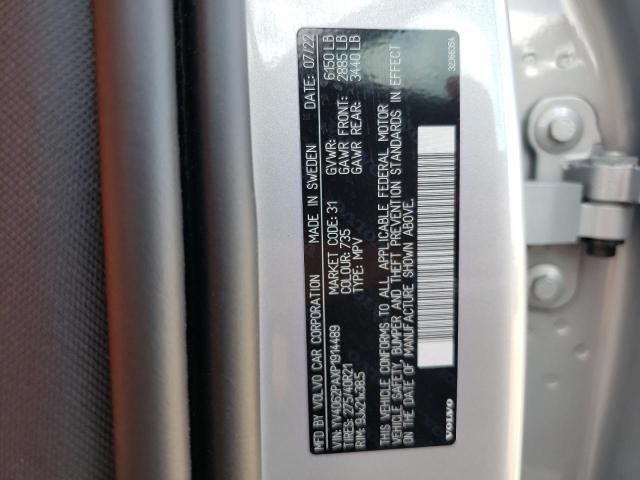 MFD BY VOLVO CAR CORPORATION MADE IN SWEDEN DATE: 07/22
VIN: YV4062PAXP1914489 MARKET CODE: 31 GVWR: 6150 LB
TIRES: 275/40R21 COLOUR: 735 GAWR FRONT: 2885 LB
RIM: 9Jx21x38.5 TYPE: MPV GAWR REAR: 3440 LB
THIS VEHICLE CONFORMS TO ALL APPLICABLE FEDERAL MOTOR
VEHICLE SAFETY, BUMPER AND THEFT PREVENTION STANDARDS IN EFFECT
ON THE DATE OF MANUFACTURE SHOWN ABOVE.
VOLVO